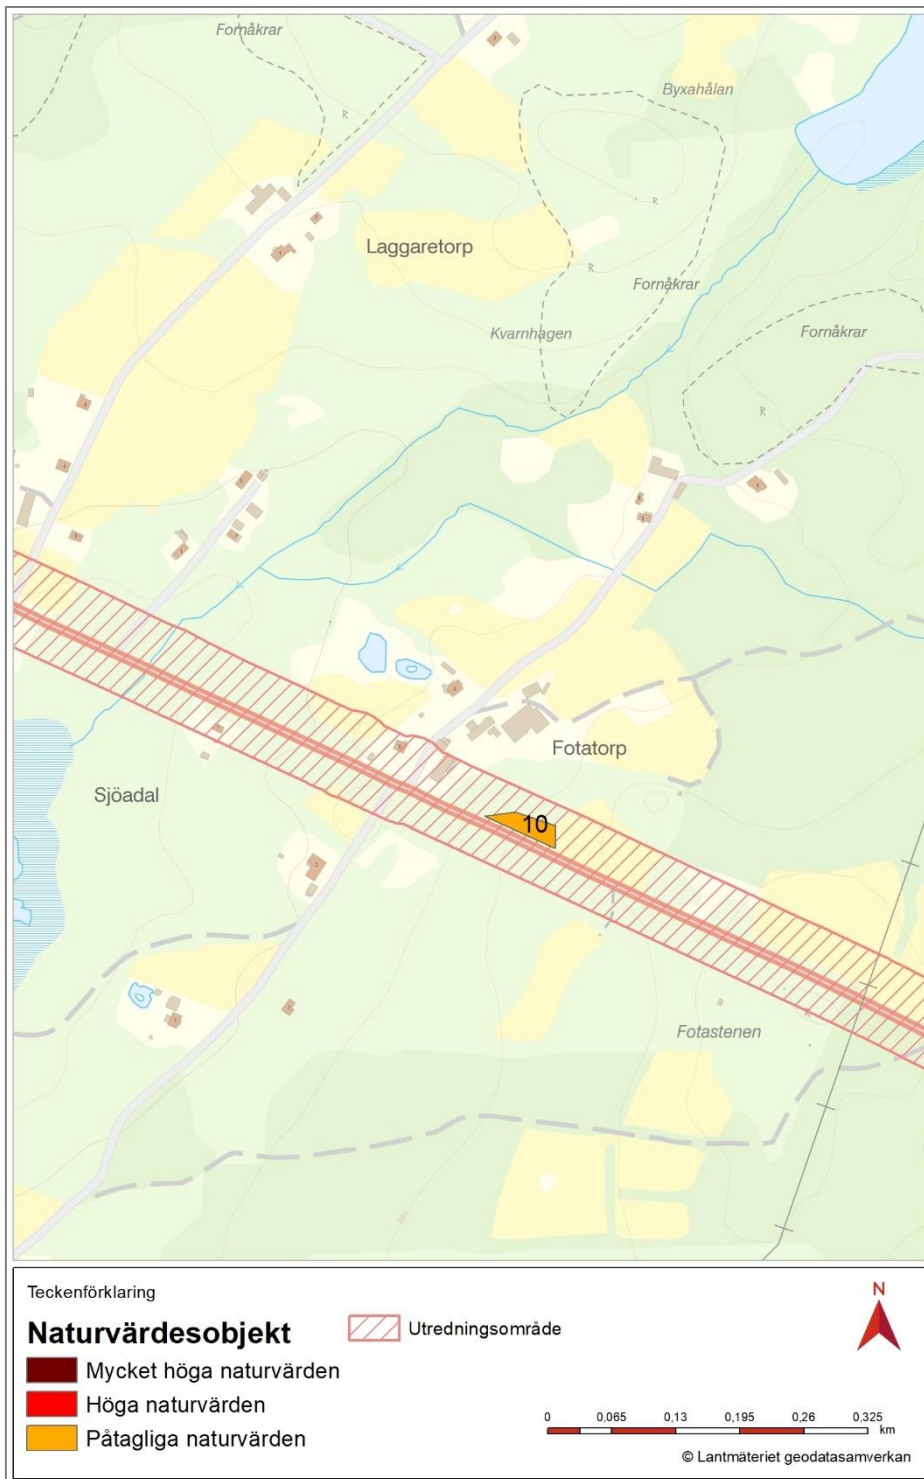 Fornåkrar
Byxahålan
R
Laggaretorp
R
R
Fornåkrar
Kvarnhagen
Fornåkrar
R
Fotatorp
Sjöadal
10
Fotastenen
R
Teckenförklaring
N
Naturvärdesobjekt
Utredningsområde
Mycket höga naturvärden
Höga naturvärden
Påtagliga naturvärden
0 0,065 0,13 0,195 0,26 0,325
km
© Lantmäteriet geodatasamverkan